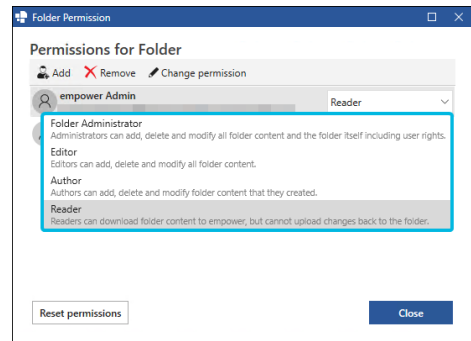 Folder Permission
Permissions for Folder
Add Remove Change permission
empower Admin
Reader
Folder Administrator
Administrators can add, delete and modify all folder content and the folder itself including user rights.
Editor
Editors can add, delete and modify all folder content.
Author
Authors can add, delete and modify folder content that they created.
Reader
Readers can download folder content to empower, but cannot upload changes back to the folder.
Reset permissions Close